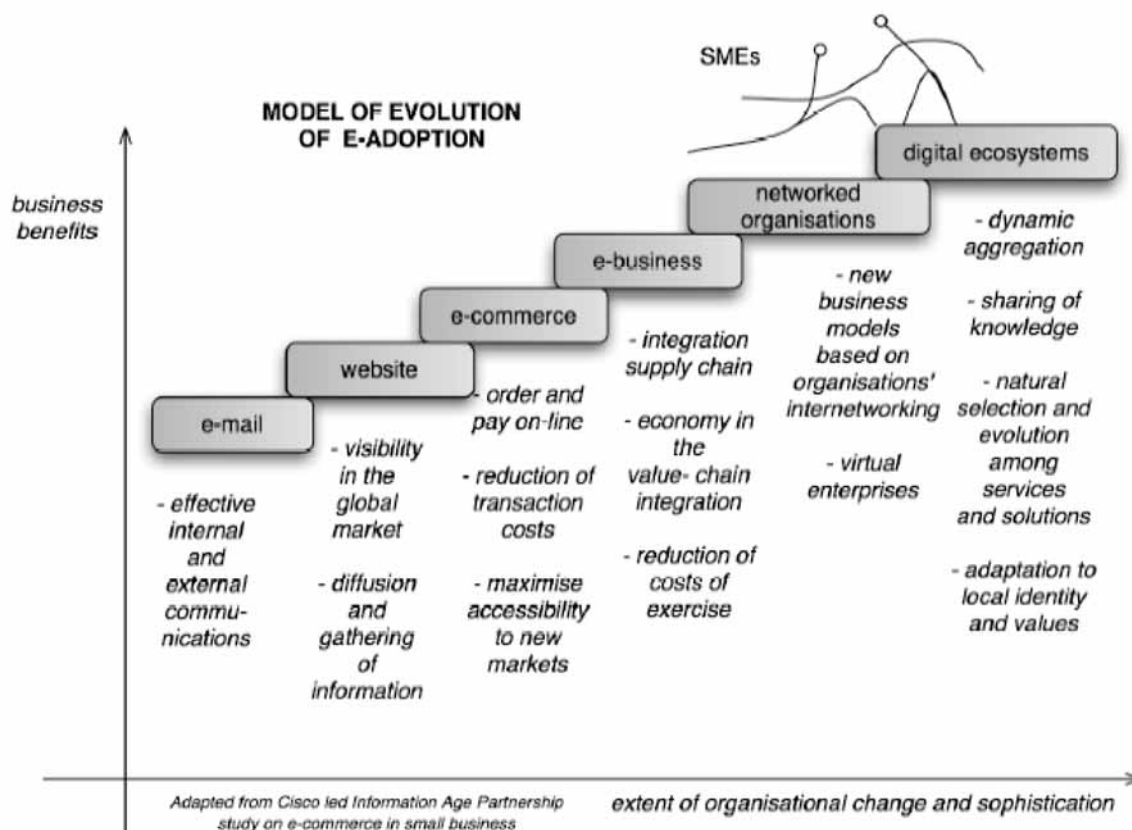 SMEs
MODEL OF EVOLUTION
OF E-ADOPTION
business
benefits
e-mail
- effective
internal
and
external
commu-
nications
website
- visibility
in the
global
market
- diffusion
and
gathering
of
information
e-commerce
- order and
pay on-line
- reduction of
transaction
costs
- maximise
accessibility
to new
markets
e-business
- integration
supply chain
- economy in
the
value- chain
integration
- reduction of
costs of
exercise
networked
organisations
- new
business
models
based on
organisations'
internetworking
- virtual
enterprises
digital ecosystems
- dynamic
aggregation
- sharing of
knowledge
- natural
selection and
evolution
among
services
and solutions
- adaptation to
local identity
and values
Adapted from Cisco led Information Age Partnership
study on e-commerce in small business
extent of organisational change and sophistication